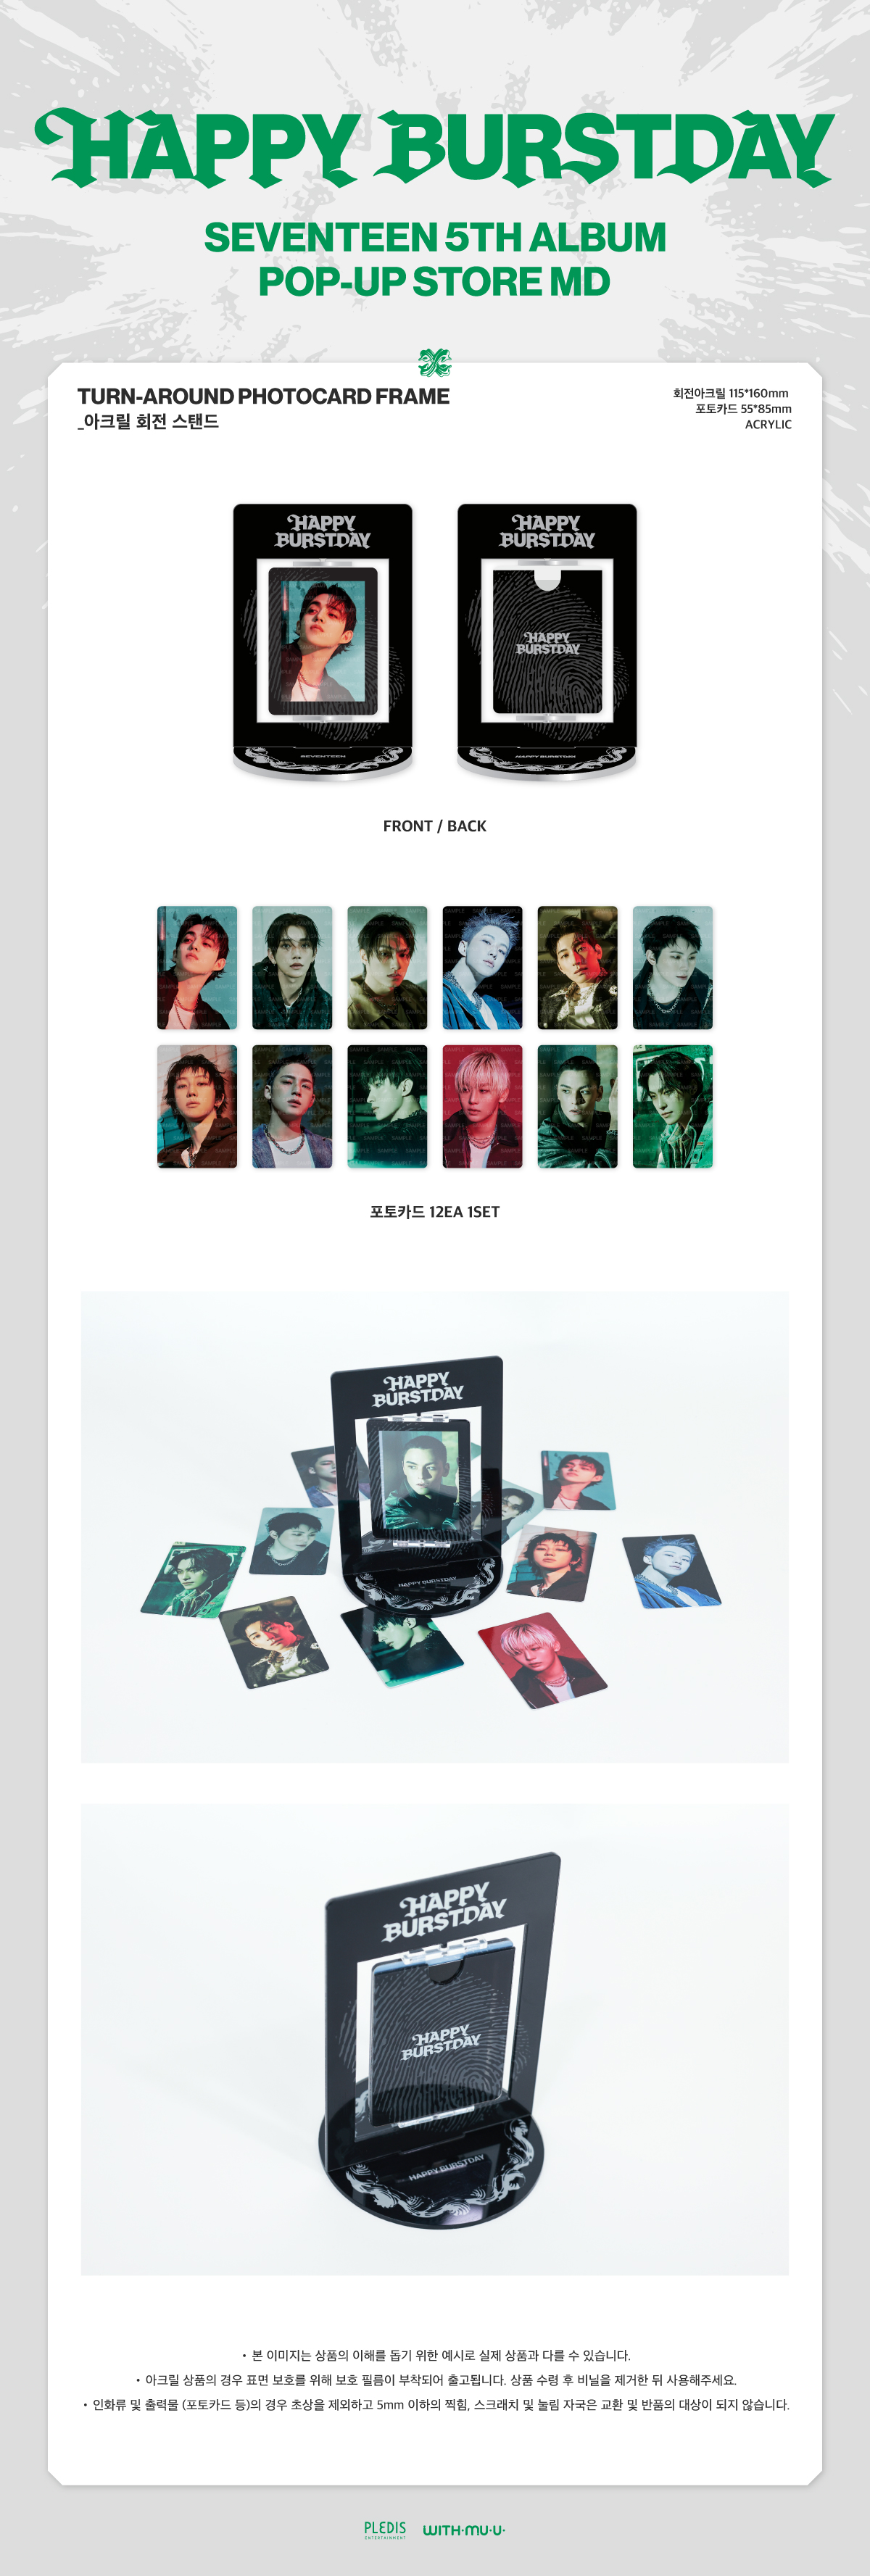 HAPPY BURSTDAY
SEVENTEEN 5TH ALBUM
POP-UP STORE MD
TURN-AROUND PHOTOCARD FRAME
_아크릴 회전 스탠드
회전아크릴 115*160mm
포토카드 55*85mm
ACRYLIC
HAPPY
BURSTDAY
SAMPLE
SEVENTEEN
HAPPY
BURSTDAY
HAPPY
BURSTDAY
HAPPY BURSTDAY
FRONT / BACK
SAMPLE
포토카드 12EA 1SET
HAPPY
BURSTDAY
HAPPY BURSTDAY
HAPPY
BURSTDAY
HAPPY
BURSTDAY
HAPPY BURSTDAY
• 본 이미지는 상품의 이해를 돕기 위한 예시로 실제 상품과 다를 수 있습니다.
• 아크릴 상품의 경우 표면 보호를 위해 보호 필름이 부착되어 출고됩니다. 상품 수령 후 비닐을 제거한 뒤 사용해주세요.
• 인화류 및 출력물 (포토카드 등)의 경우 초상을 제외하고 5mm 이하의 찍힘, 스크래치 및 눌림 자국은 교환 및 반품의 대상이 되지 않습니다.
PLEDIS
ENTERTAINMENT
WITH·MU·U·